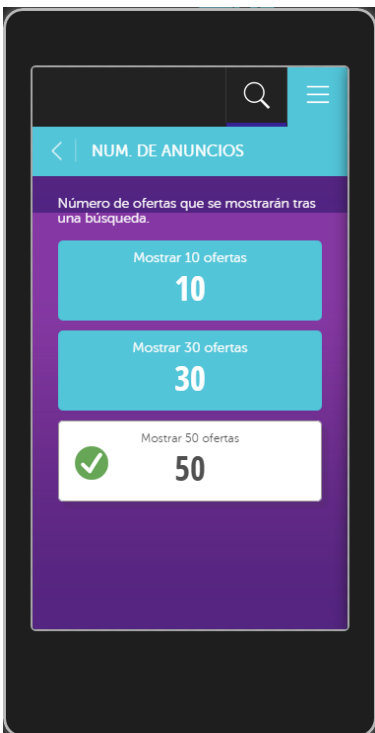 NUM. DE ANUNCIOS
Número de ofertas que se mostrarán tras
una búsqueda.
Mostrar 10 ofertas
10
Mostrar 30 ofertas
30
Mostrar 50 ofertas
50